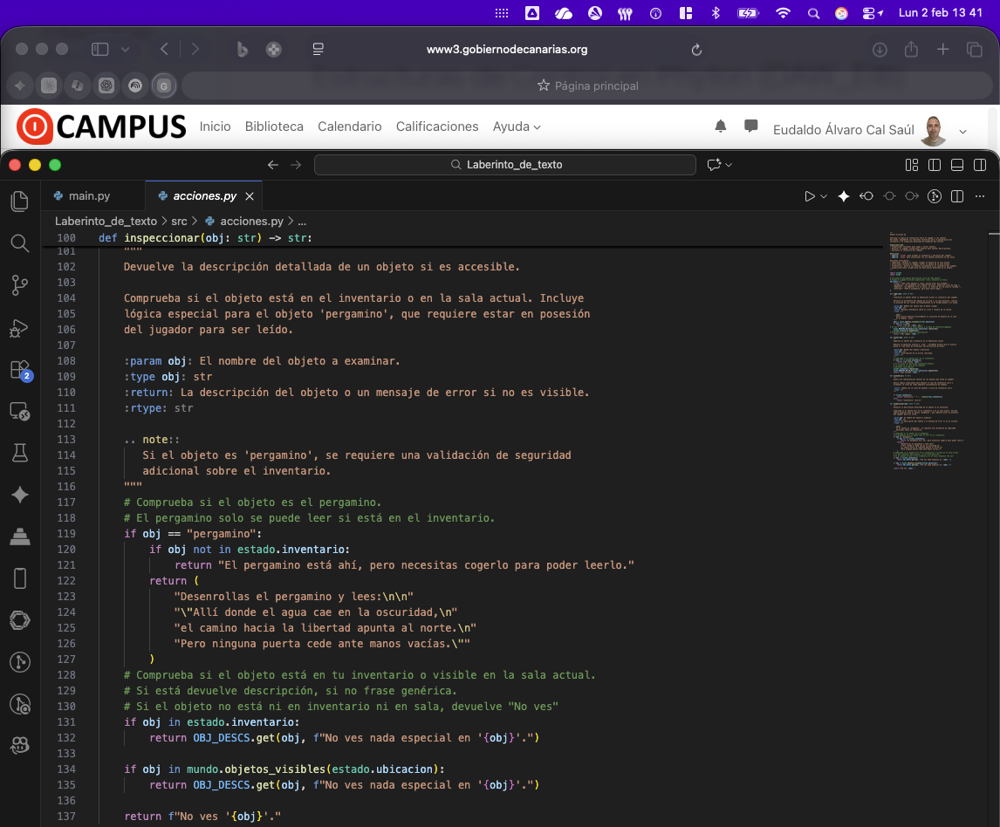 Lun 2 feb 13 41
www3.gobiernodecanarias.org
G
Página principal
CAMPUS
Inicio
Biblioteca
Calendario
Calificaciones
Ayuda
Eudaldo Álvaro Cal Saúl
Laberinto_de_texto
main.py
acciones.py
Laberinto_de_texto > src > acciones.py > ...
100 def inspeccionar(obj: str) -> str:
101 """
102 Devuelve la descripción detallada de un objeto si es accesible.
103
104 Comprueba si el objeto está en el inventario o en la sala actual. Incluye
105 lógica especial para el objeto 'pergamino', que requiere estar en posesión
106 del jugador para ser leído.
107
108 :param obj: El nombre del objeto a examinar.
109 :type obj: str
110 :return: La descripción del objeto o un mensaje de error si no es visible.
111 :rtype: str
112
113 .. note::
114 Si el objeto es 'pergamino', se requiere una validación de seguridad
115 adicional sobre el inventario.
116 """
117 # Comprueba si el objeto es el pergamino.
118 # El pergamino solo se puede leer si está en el inventario.
119 if obj == "pergamino":
120 if obj not in estado.inventario:
121 return "El pergamino está ahí, pero necesitas cogerlo para poder leerlo."
122 return (
123 "Desenrollas el pergamino y lees:\n\n"
124 "\"Allí donde el agua cae en la oscuridad,\n"
125 "el camino hacia la libertad apunta al norte.\n"
126 "Pero ninguna puerta cede ante manos vacías.\""
127 )
128 # Comprueba si el objeto está en tu inventario o visible en la sala actual.
129 # Si está devuelve descripción, si no frase genérica.
130 # Si el objeto no está ni en inventario ni en sala, devuelve "No ves"
131 if obj in estado.inventario:
132 return OBJ_DESCS.get(obj, f"No ves nada especial en '{obj}'.")
133
134 if obj in mundo.objetos_visibles(estado.ubicacion):
135 return OBJ_DESCS.get(obj, f"No ves nada especial en '{obj}'.")
136
137 return f"No ves '{obj}'."
2